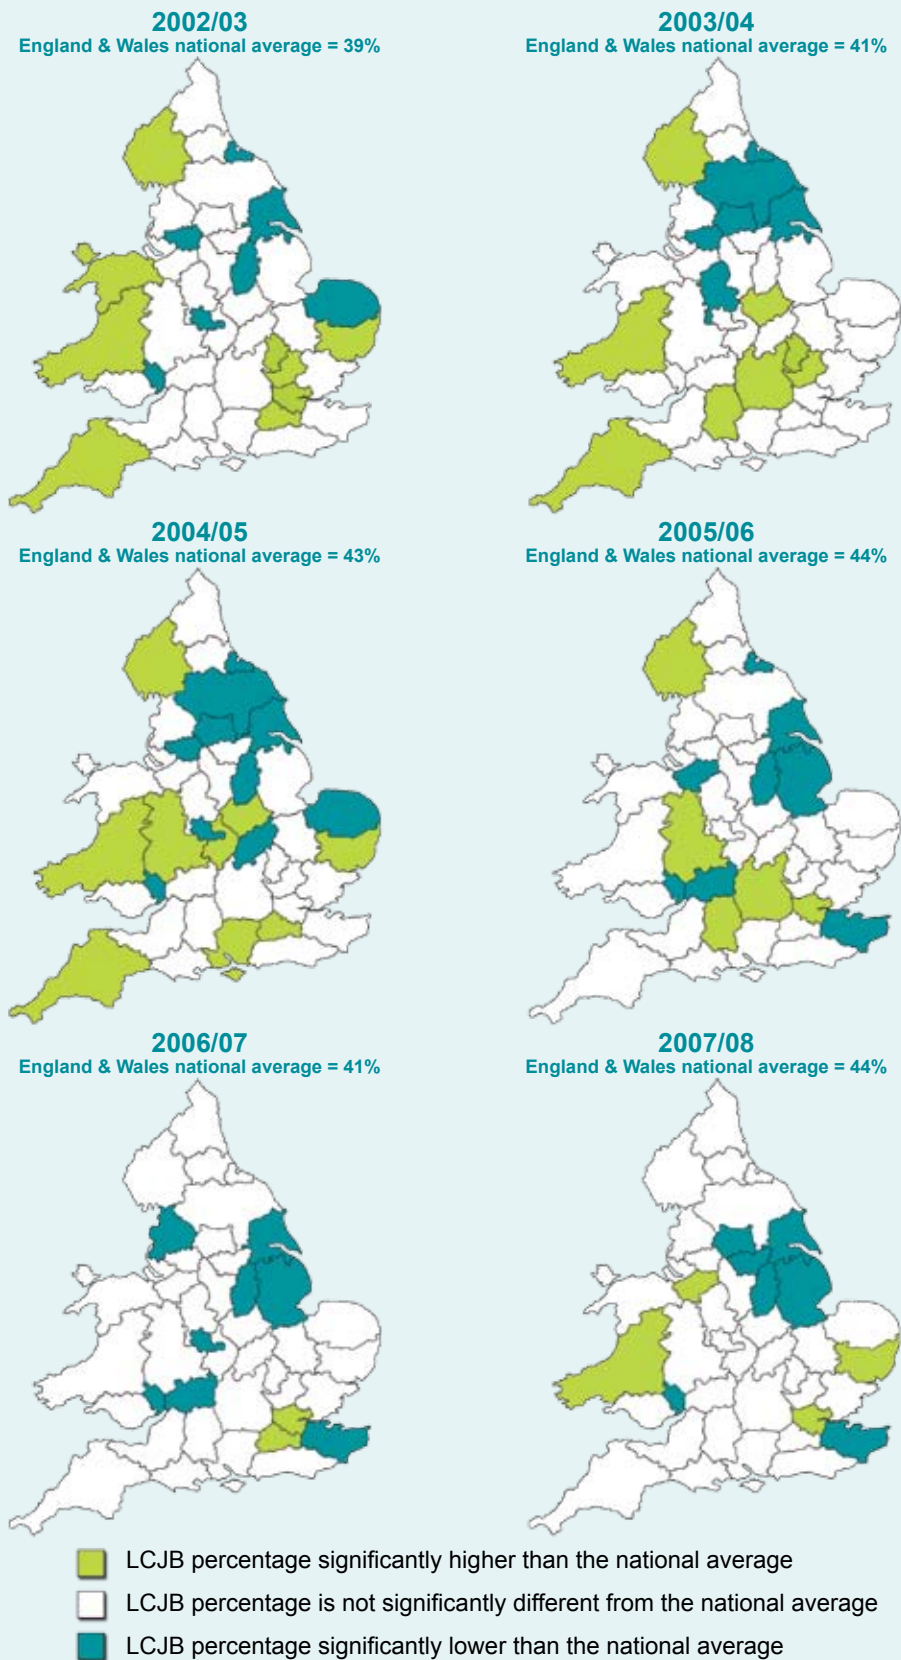 2002/03
England & Wales national average = 39%
2003/04
England & Wales national average = 41%
2004/05
England & Wales national average = 43%
2005/06
England & Wales national average = 44%
2006/07
England & Wales national average = 41%
2007/08
England & Wales national average = 44%
LCJB percentage significantly higher than the national average
LCJB percentage is not significantly different from the national average
LCJB percentage significantly lower than the national average